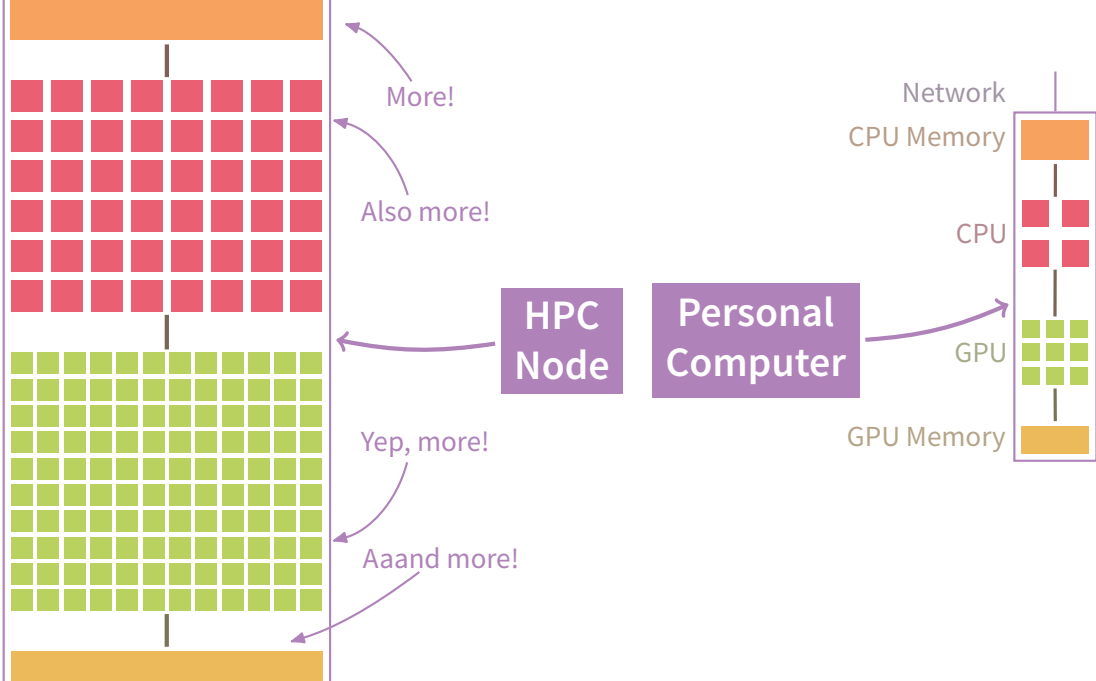 More!
Also more!
HPC
Node
Yep, more!
Aaand more!
Personal
Computer
Network
CPU Memory
CPU
GPU
GPU Memory